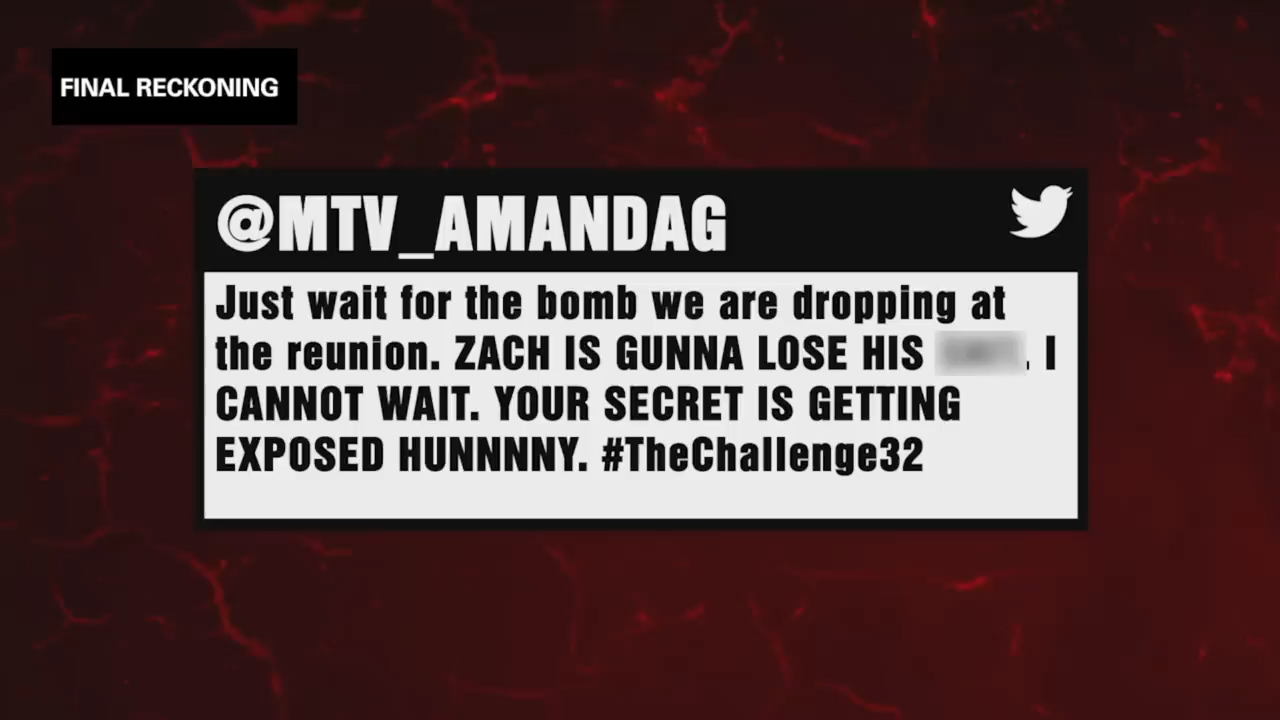 FINAL RECKONING
@MTV_AMANDAG
Just wait for the bomb we are dropping at
the reunion. ZACH IS GUNNA LOSE HIS . I
CANNOT WAIT. YOUR SECRET IS GETTING
EXPOSED HUNNNNY. #TheChallenge32